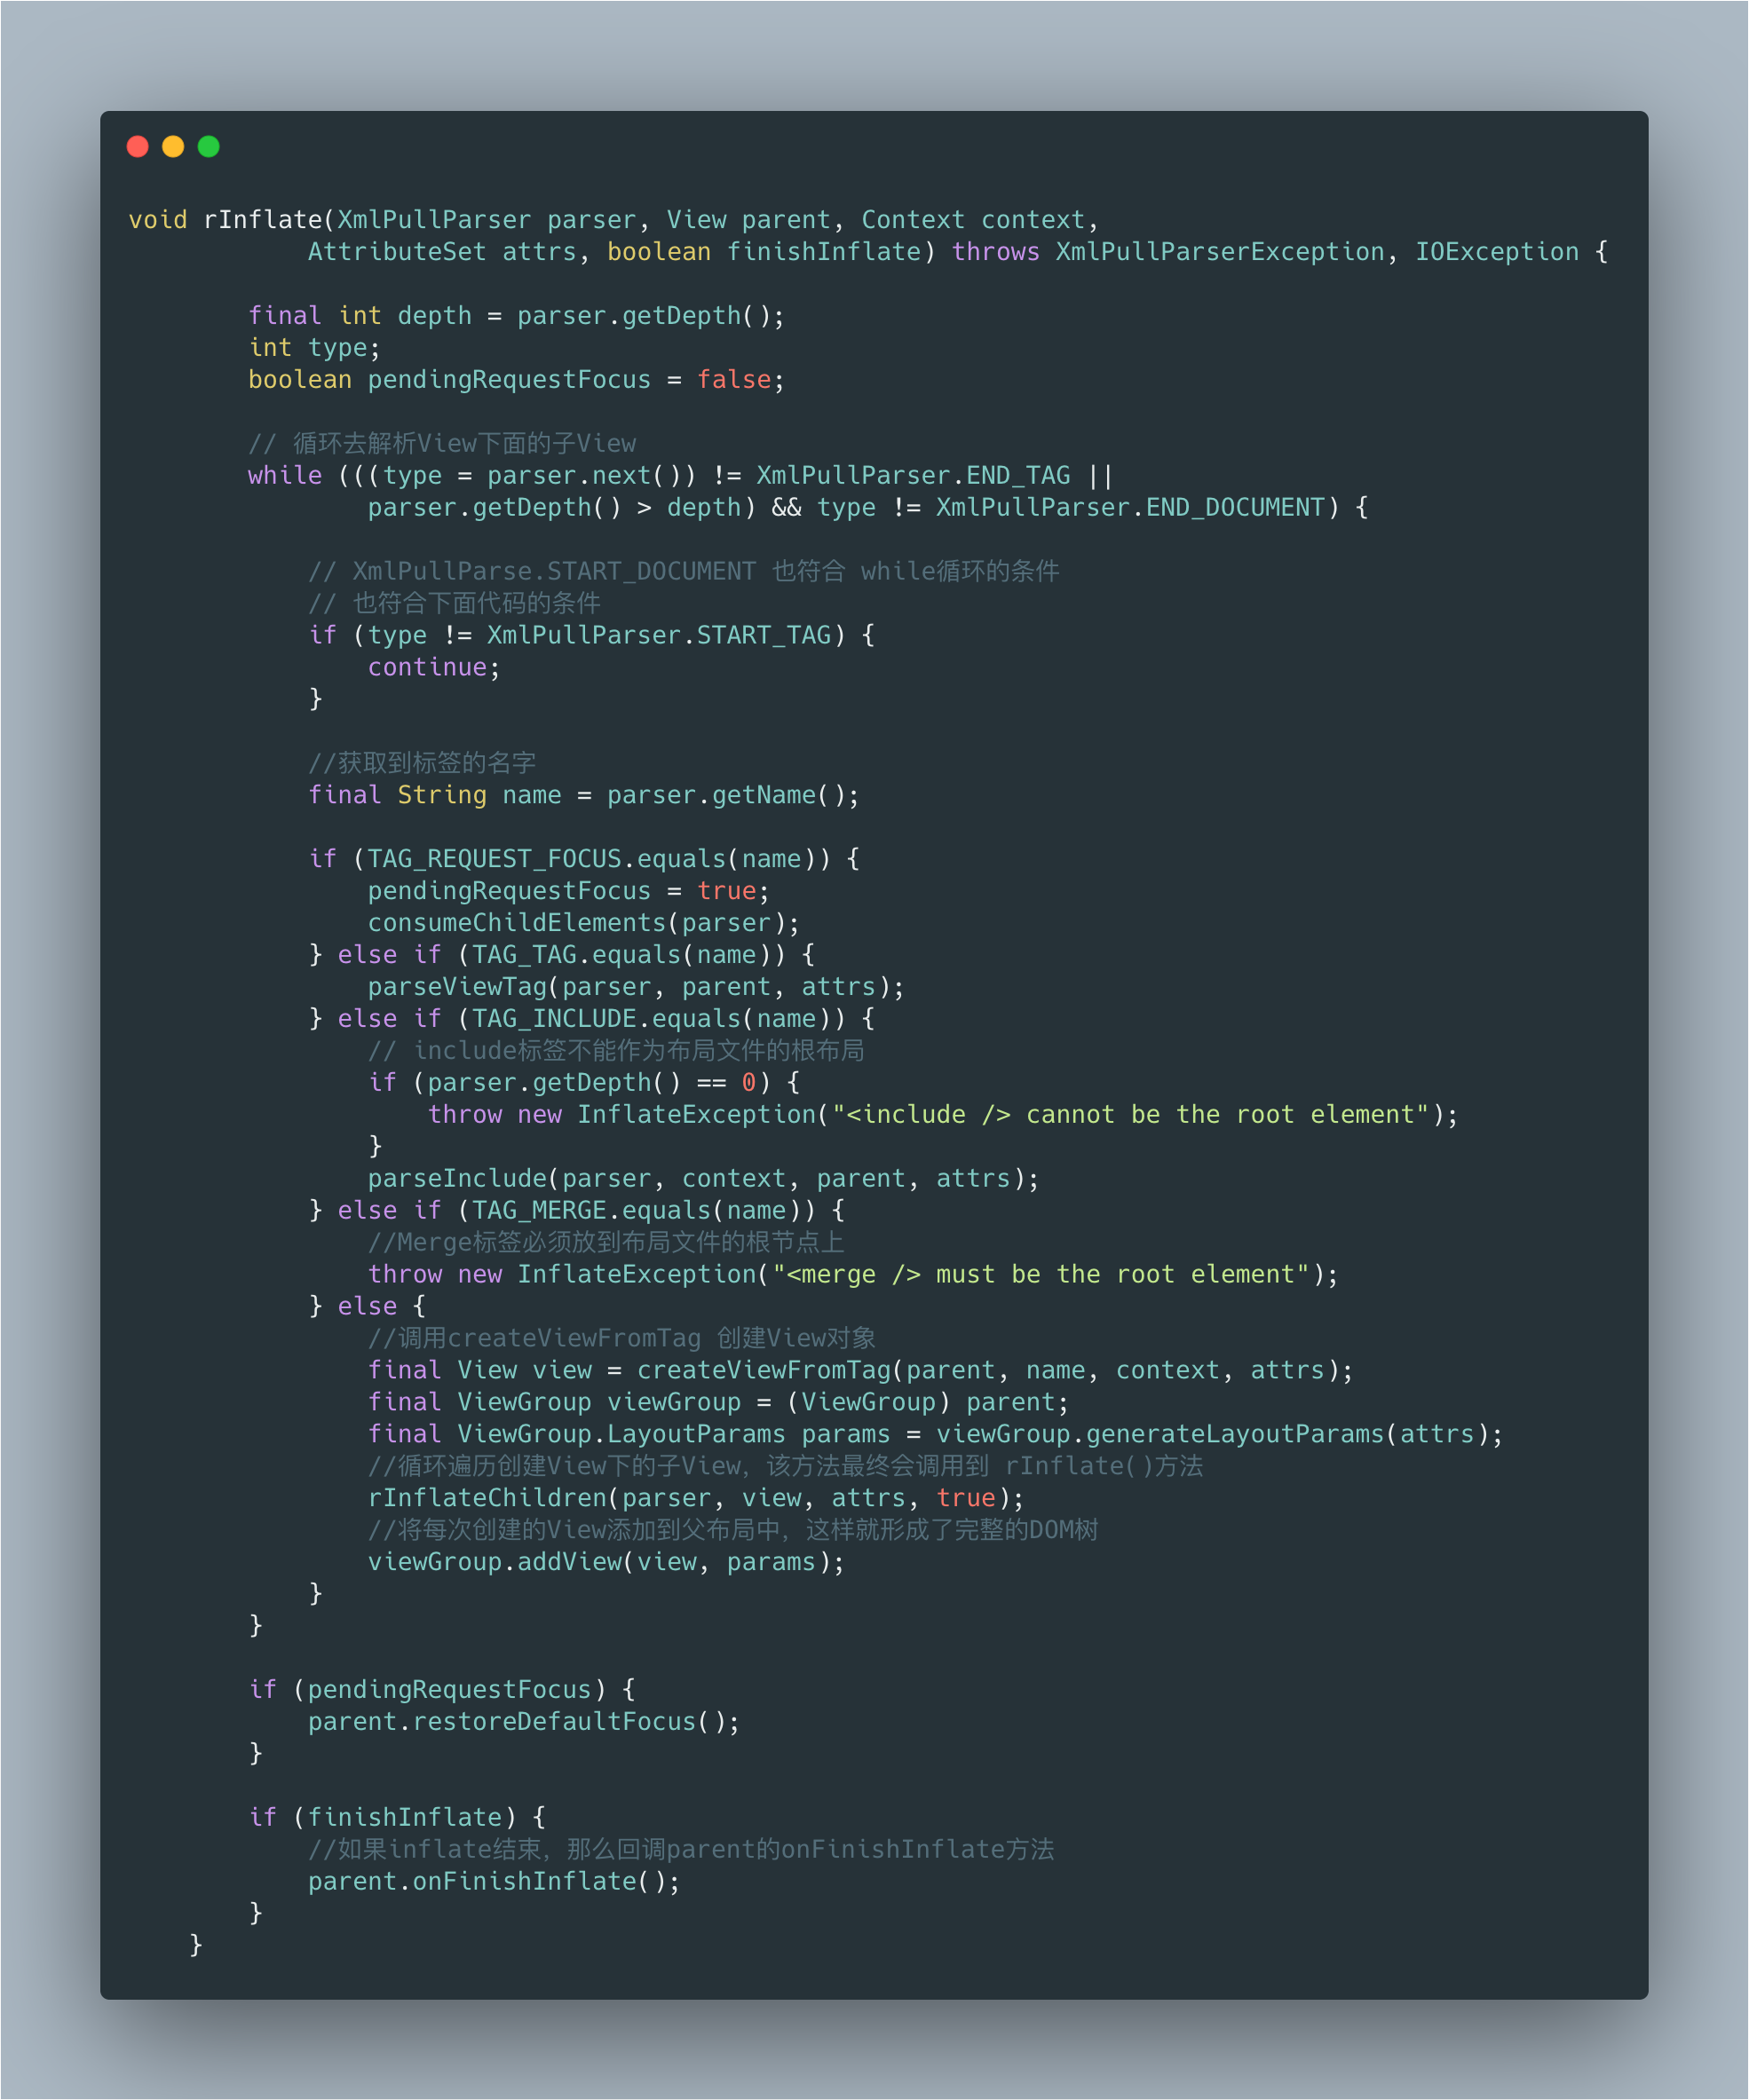 void rInflate(XmlPullParser parser, View parent, Context context,
            AttributeSet attrs, boolean finishInflate) throws XmlPullParserException, IOException {

        final int depth = parser.getDepth();
        int type;
        boolean pendingRequestFocus = false;

        // 循环去解析View下面的子View
        while (((type = parser.next()) != XmlPullParser.END_TAG ||
                parser.getDepth() > depth) && type != XmlPullParser.END_DOCUMENT) {

            // XmlPullParse.START_DOCUMENT 也符合 while循环的条件
            // 也符合下面代码的条件
            if (type != XmlPullParser.START_TAG) {
                continue;
            }

            //获取到标签的名字
            final String name = parser.getName();

            if (TAG_REQUEST_FOCUS.equals(name)) {
                pendingRequestFocus = true;
                consumeChildElements(parser);
            } else if (TAG_TAG.equals(name)) {
                parseViewTag(parser, parent, attrs);
            } else if (TAG_INCLUDE.equals(name)) {
                // include标签不能作为布局文件的根布局
                if (parser.getDepth() == 0) {
                    throw new InflateException("<include /> cannot be the root element");
                }
                parseInclude(parser, context, parent, attrs);
            } else if (TAG_MERGE.equals(name)) {
                //Merge标签必须放到布局文件的根节点上
                throw new InflateException("<merge /> must be the root element");
            } else {
                //调用createViewFromTag 创建View对象
                final View view = createViewFromTag(parent, name, context, attrs);
                final ViewGroup viewGroup = (ViewGroup) parent;
                final ViewGroup.LayoutParams params = viewGroup.generateLayoutParams(attrs);
                //循环遍历创建View下的子View，该方法最终会调用到 rInflate()方法
                rInflateChildren(parser, view, attrs, true);
                //将每次创建的View添加到父布局中，这样就形成了完整的DOM树
                viewGroup.addView(view, params);
            }
        }

        if (pendingRequestFocus) {
            parent.restoreDefaultFocus();
        }

        if (finishInflate) {
            //如果inflate结束，那么回调parent的onFinishInflate方法
            parent.onFinishInflate();
        }
    }